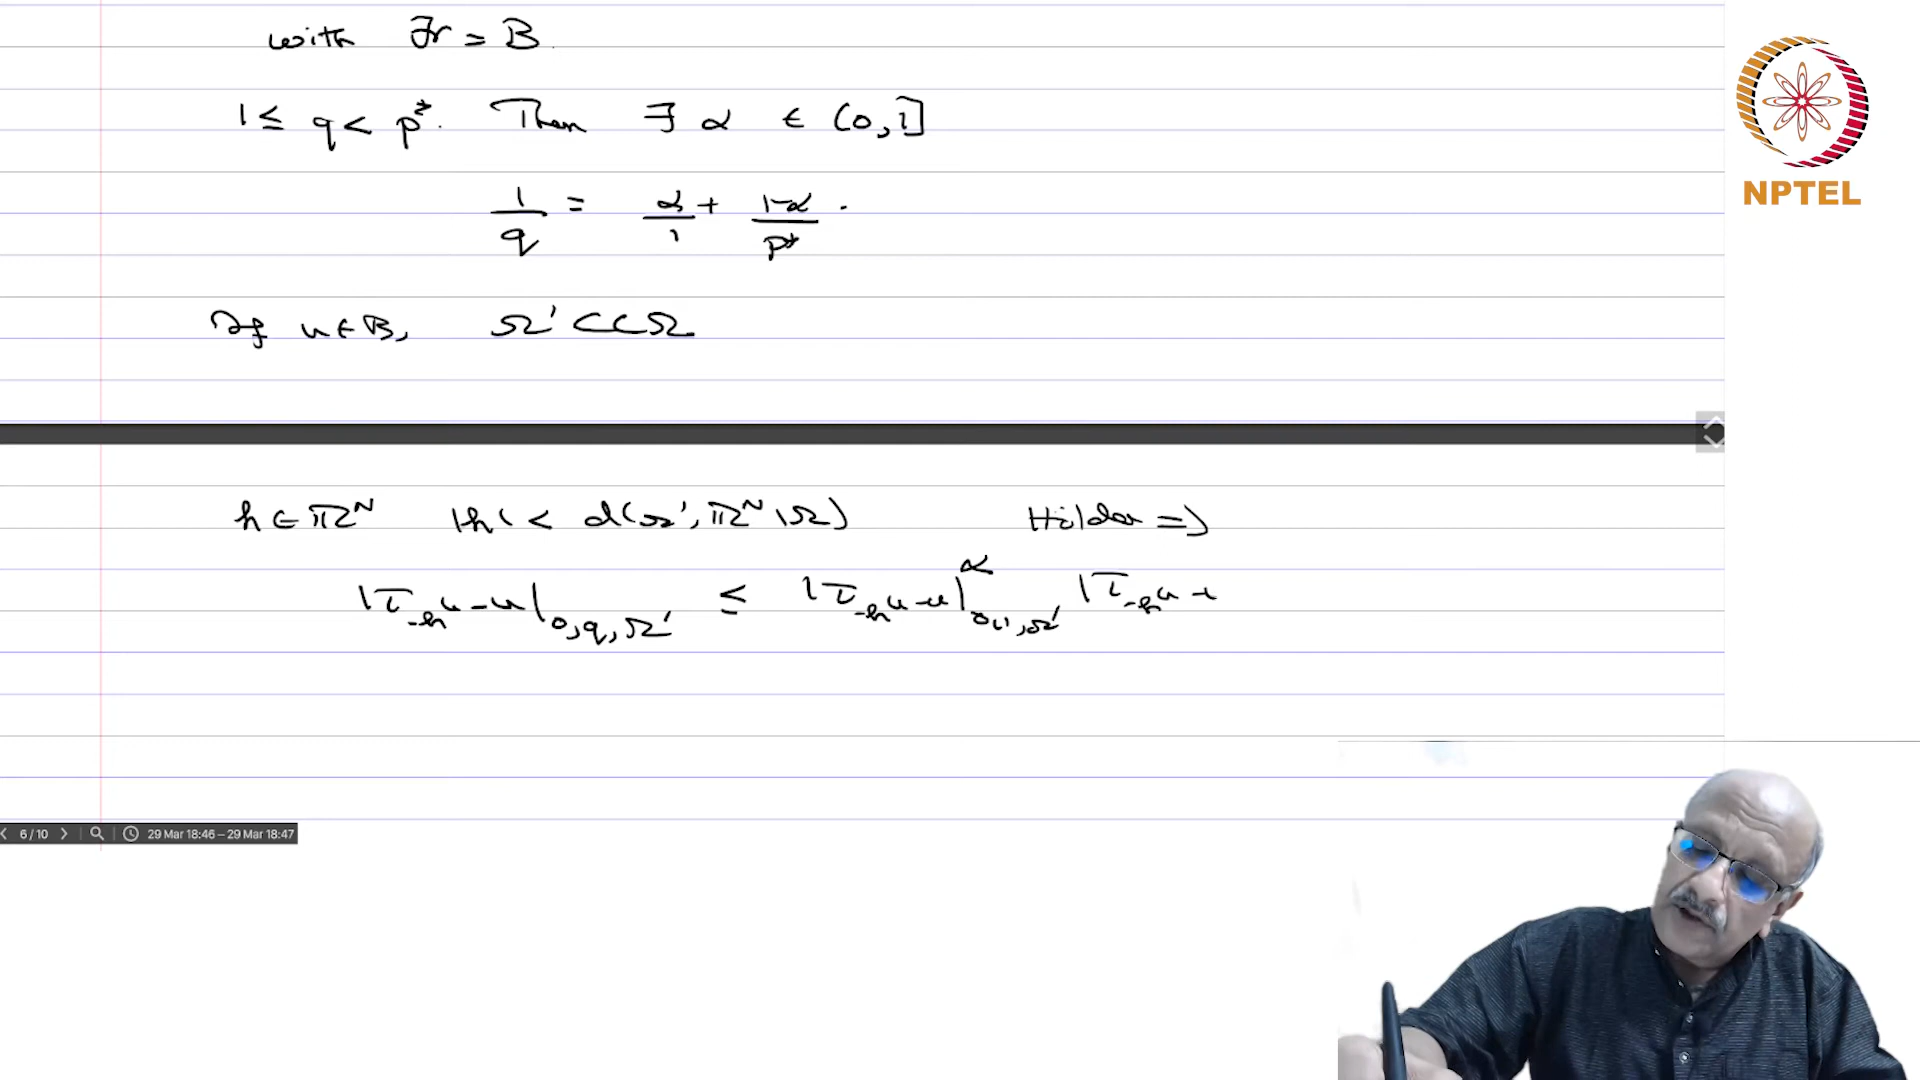 with ℱ = B.
1 ≤ q < p*. Then ∃ α ∈ (0,1]
1/q = α/1 + (1-α)/p*.
If u ∈ B, Ω' ⊂⊂ Ω
h ∈ ℝ^N |h| < d(Ω', ℝ^N \ Ω) Hölder ⇒
|τ_{-h}u - u|_{0,q,Ω'} ≤ |τ_{-h}u - u|^α_{0,1,Ω'} |τ_{-h}u -
NPTEL
6 / 10 29 Mar 18:46 – 29 Mar 18:47